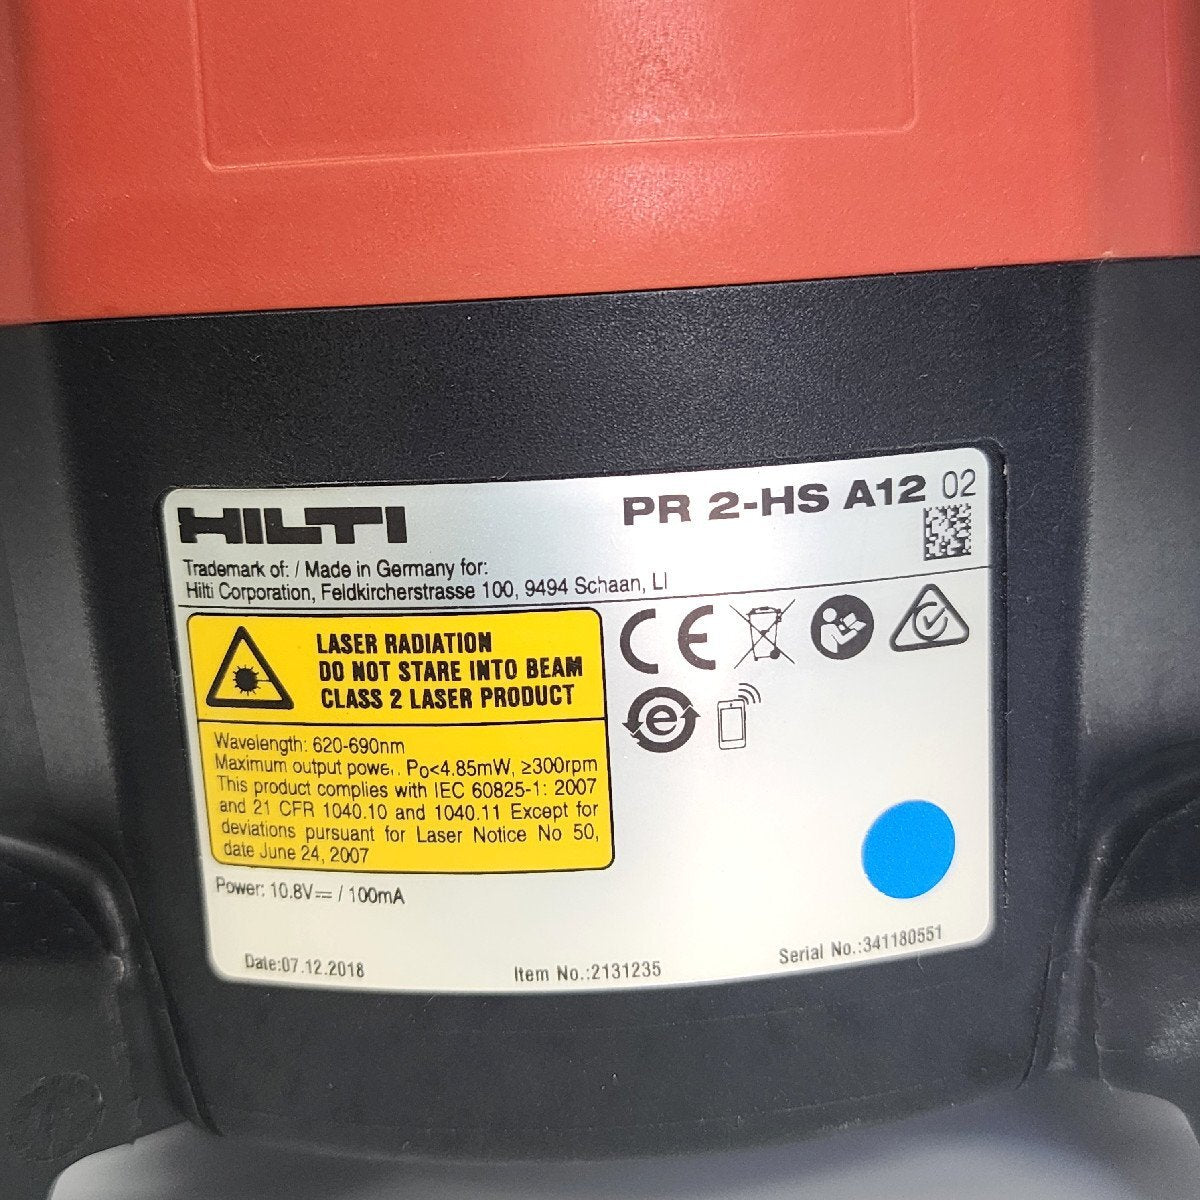 HILTI
PR 2-HS A12 02
Trademark of: / Made in Germany for:
Hilti Corporation, Feldkircherstrasse 100, 9494 Schaan, LI
LASER RADIATION
DO NOT STARE INTO BEAM
CLASS 2 LASER PRODUCT
Wavelength: 620-690nm
Maximum output power. Po<4.85mW, ≥300rpm
This product complies with IEC 60825-1: 2007
and 21 CFR 1040.10 and 1040.11 Except for
deviations pursuant for Laser Notice No 50,
date June 24, 2007
CE
e
Power: 10.8V⎓ / 100mA
Date:07.12.2018
Item No.:2131235
Serial No.:341180551